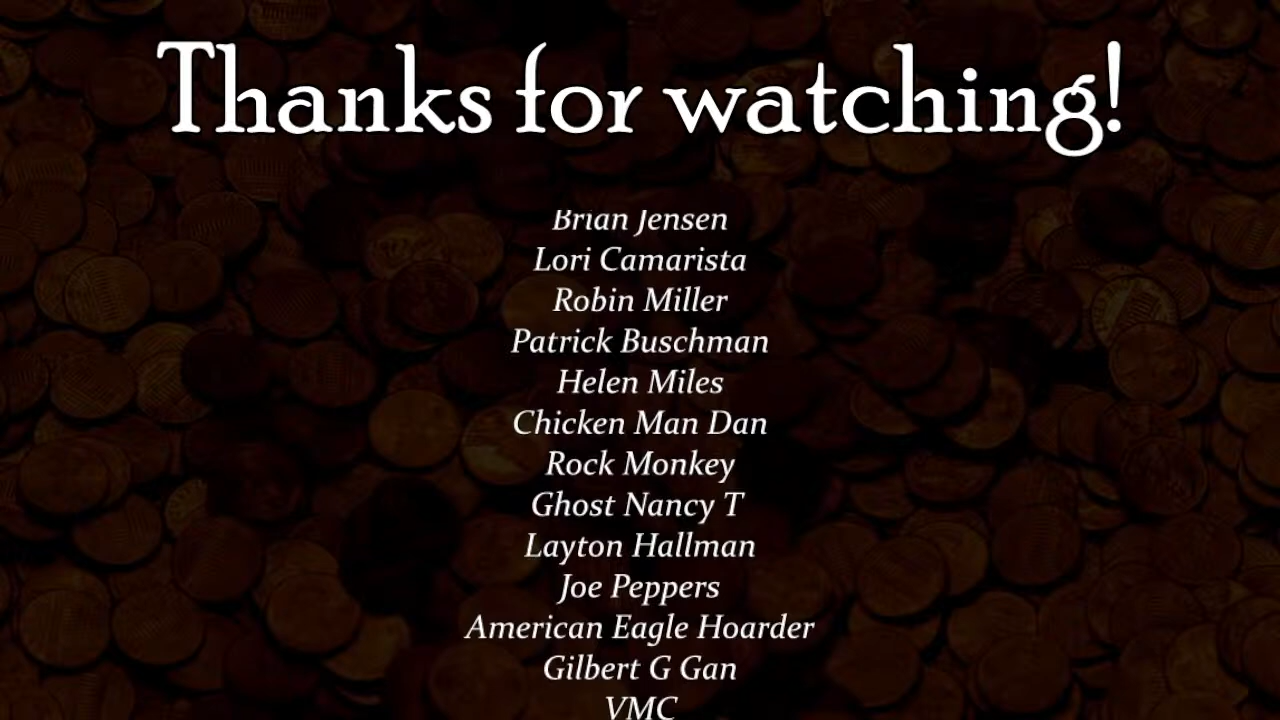 Thanks for watching!
Brian Jensen
Lori Camarista
Robin Miller
Patrick Buschman
Helen Miles
Chicken Man Dan
Rock Monkey
Ghost Nancy T
Layton Hallman
Joe Peppers
American Eagle Hoarder
Gilbert G Gan
VMC